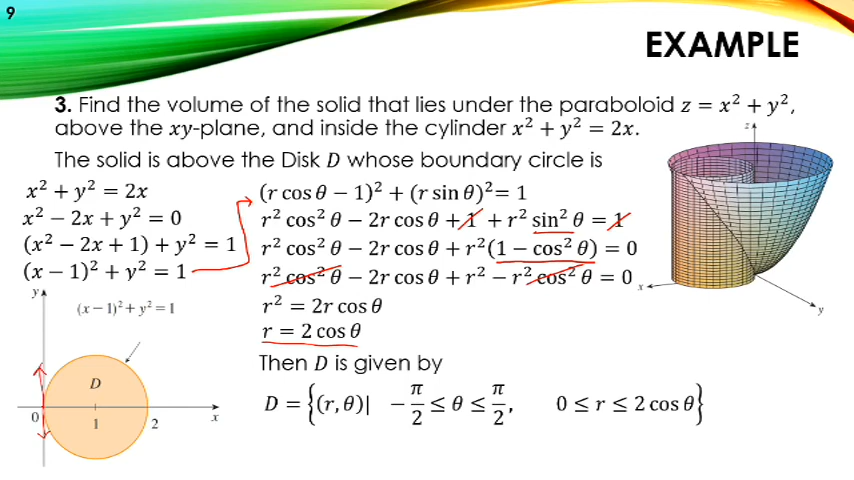 9
EXAMPLE
3. Find the volume of the solid that lies under the paraboloid z = x² + y²,
above the xy-plane, and inside the cylinder x² + y² = 2x.
The solid is above the Disk D whose boundary circle is
x² + y² = 2x
x² − 2x + y² = 0
(x² − 2x + 1) + y² = 1
(x − 1)² + y² = 1
(r cos θ − 1)² + (r sin θ)² = 1
r² cos² θ − 2r cos θ + 1 + r² sin² θ = 1
r² cos² θ − 2r cos θ + r²(1 − cos² θ) = 0
r² cos² θ − 2r cos θ + r² − r² cos² θ = 0
r² = 2r cos θ
r = 2 cos θ
Then D is given by
D = {(r, θ)| −π/2 ≤ θ ≤ π/2, 0 ≤ r ≤ 2 cos θ}
y
(x − 1)² + y² = 1
D
0
1
2
x
z
x
y